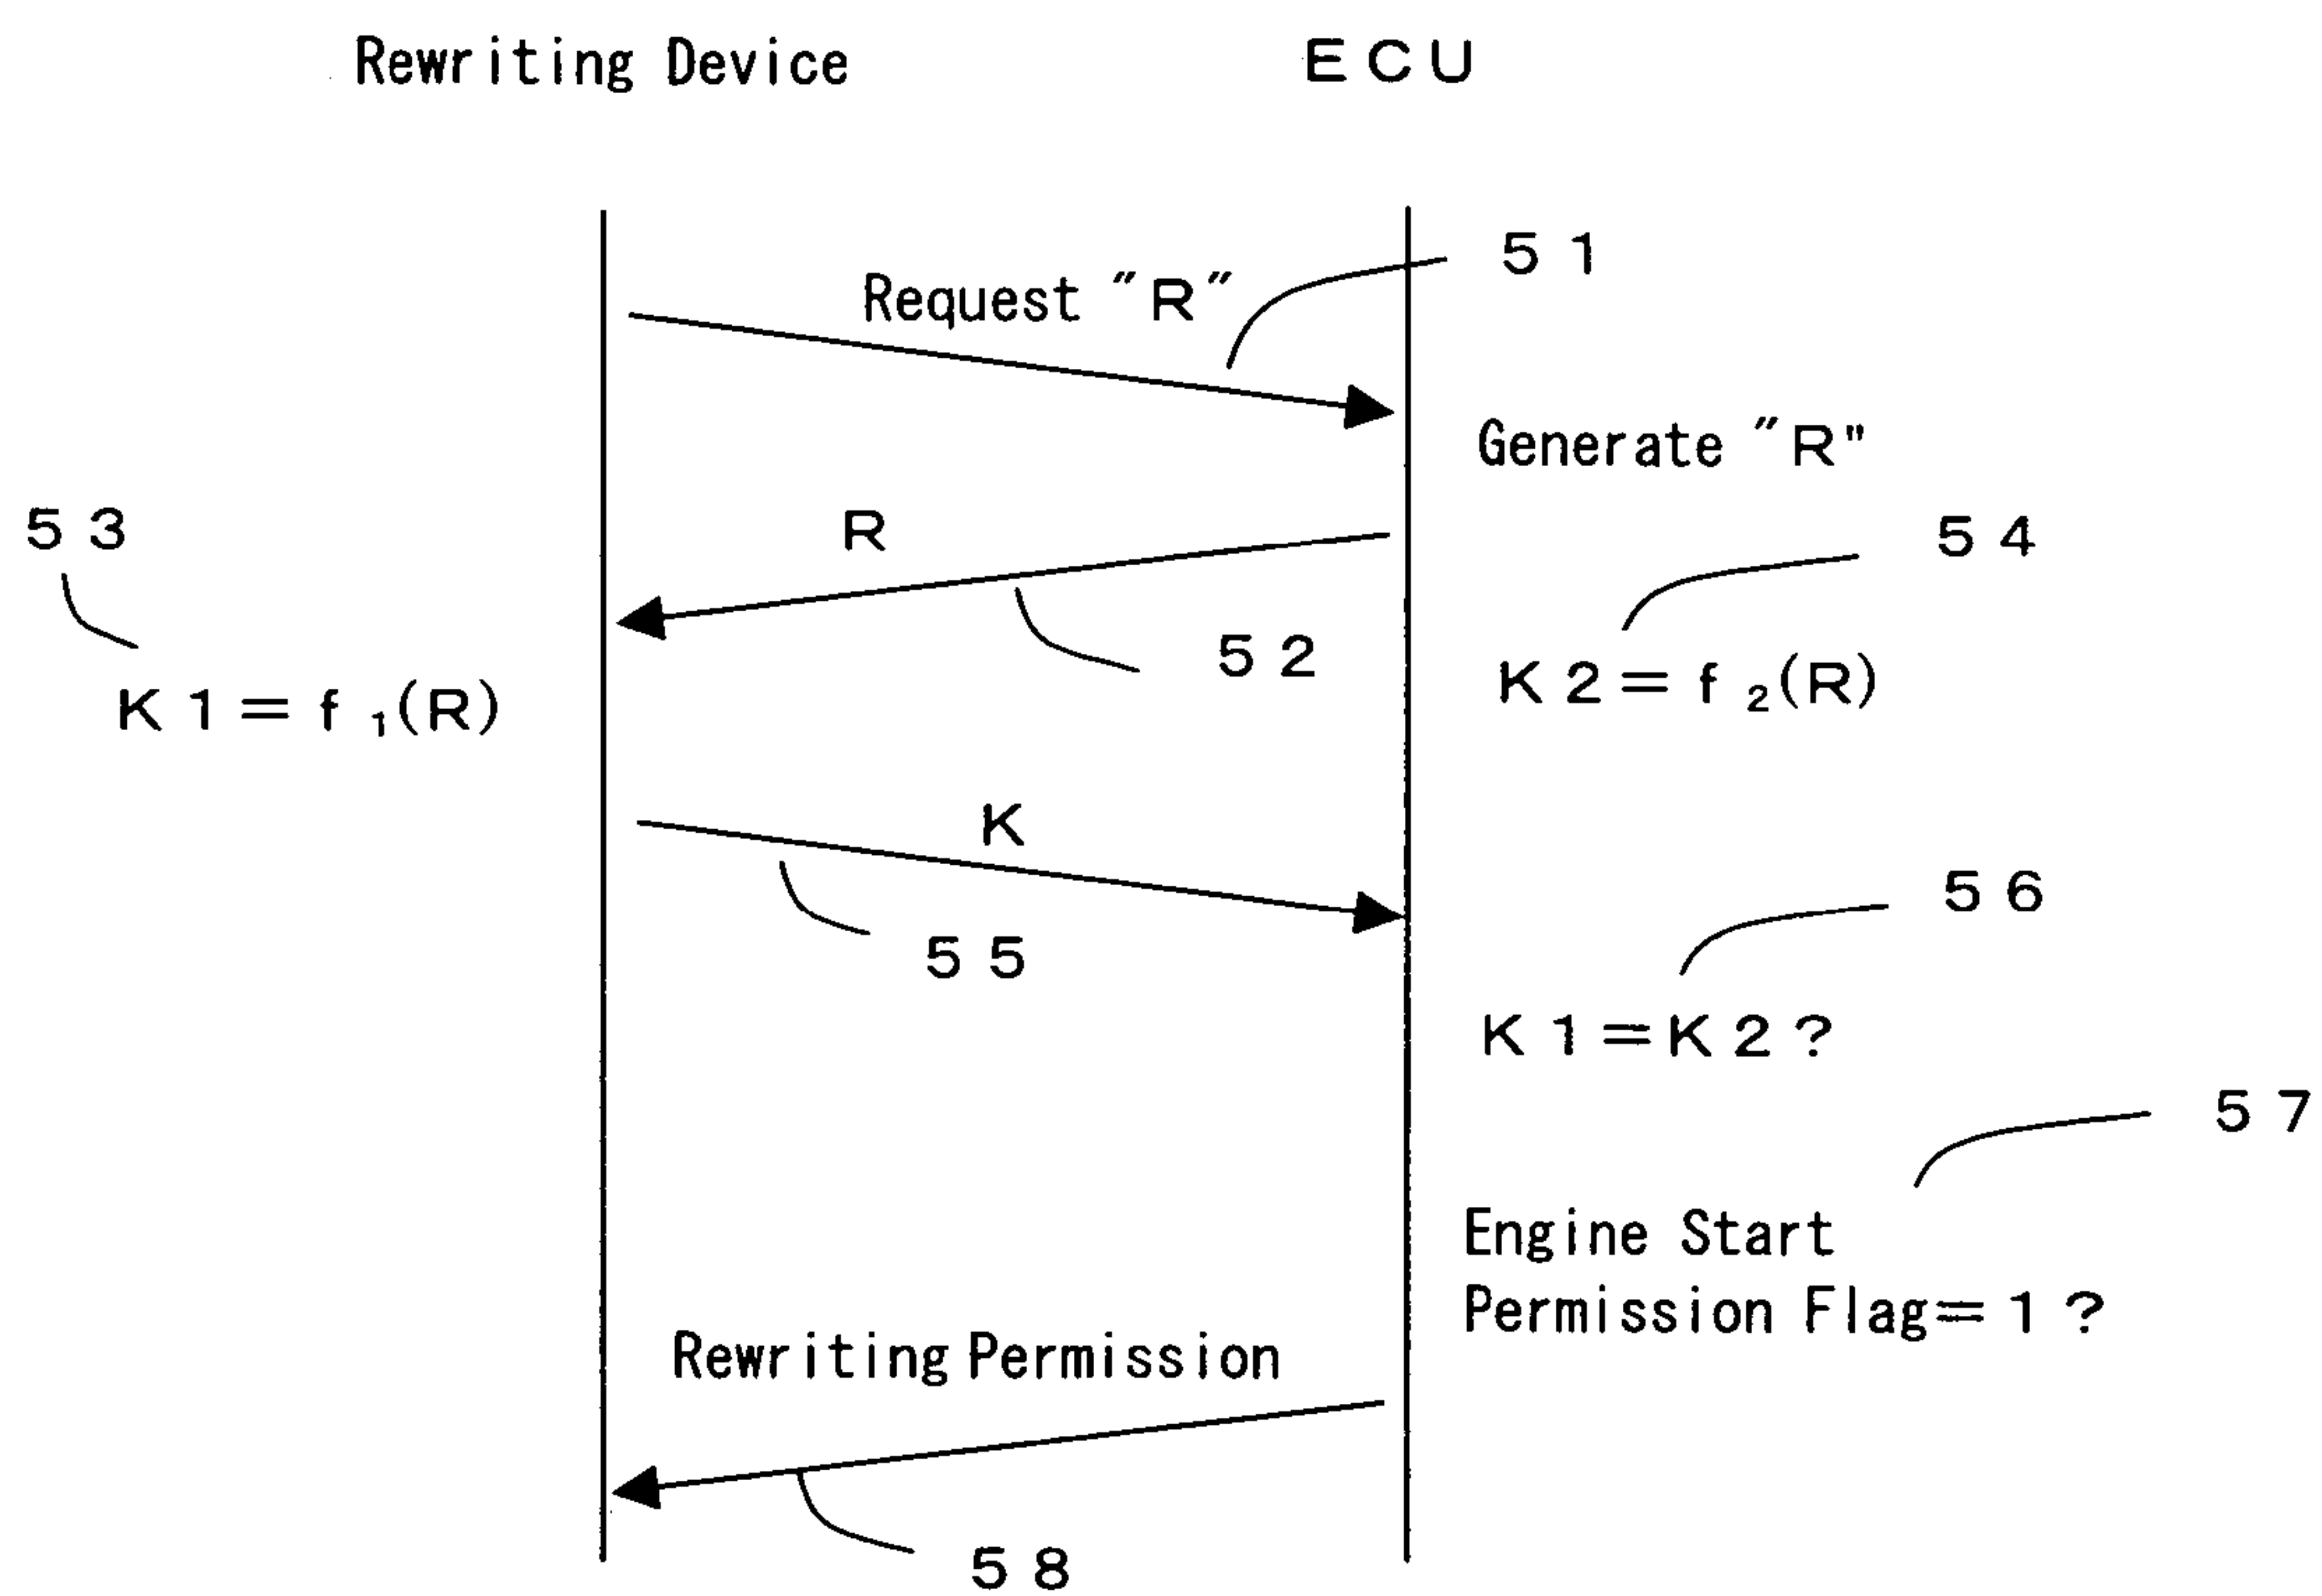 Rewriting Device
ECU
51
Request "R"
Generate "R"
53
R
54
52
K1=f₁(R)
K2=f₂(R)
K
56
55
K1=K2?
57
Engine Start
Permission Flag=1?
Rewriting Permission
58